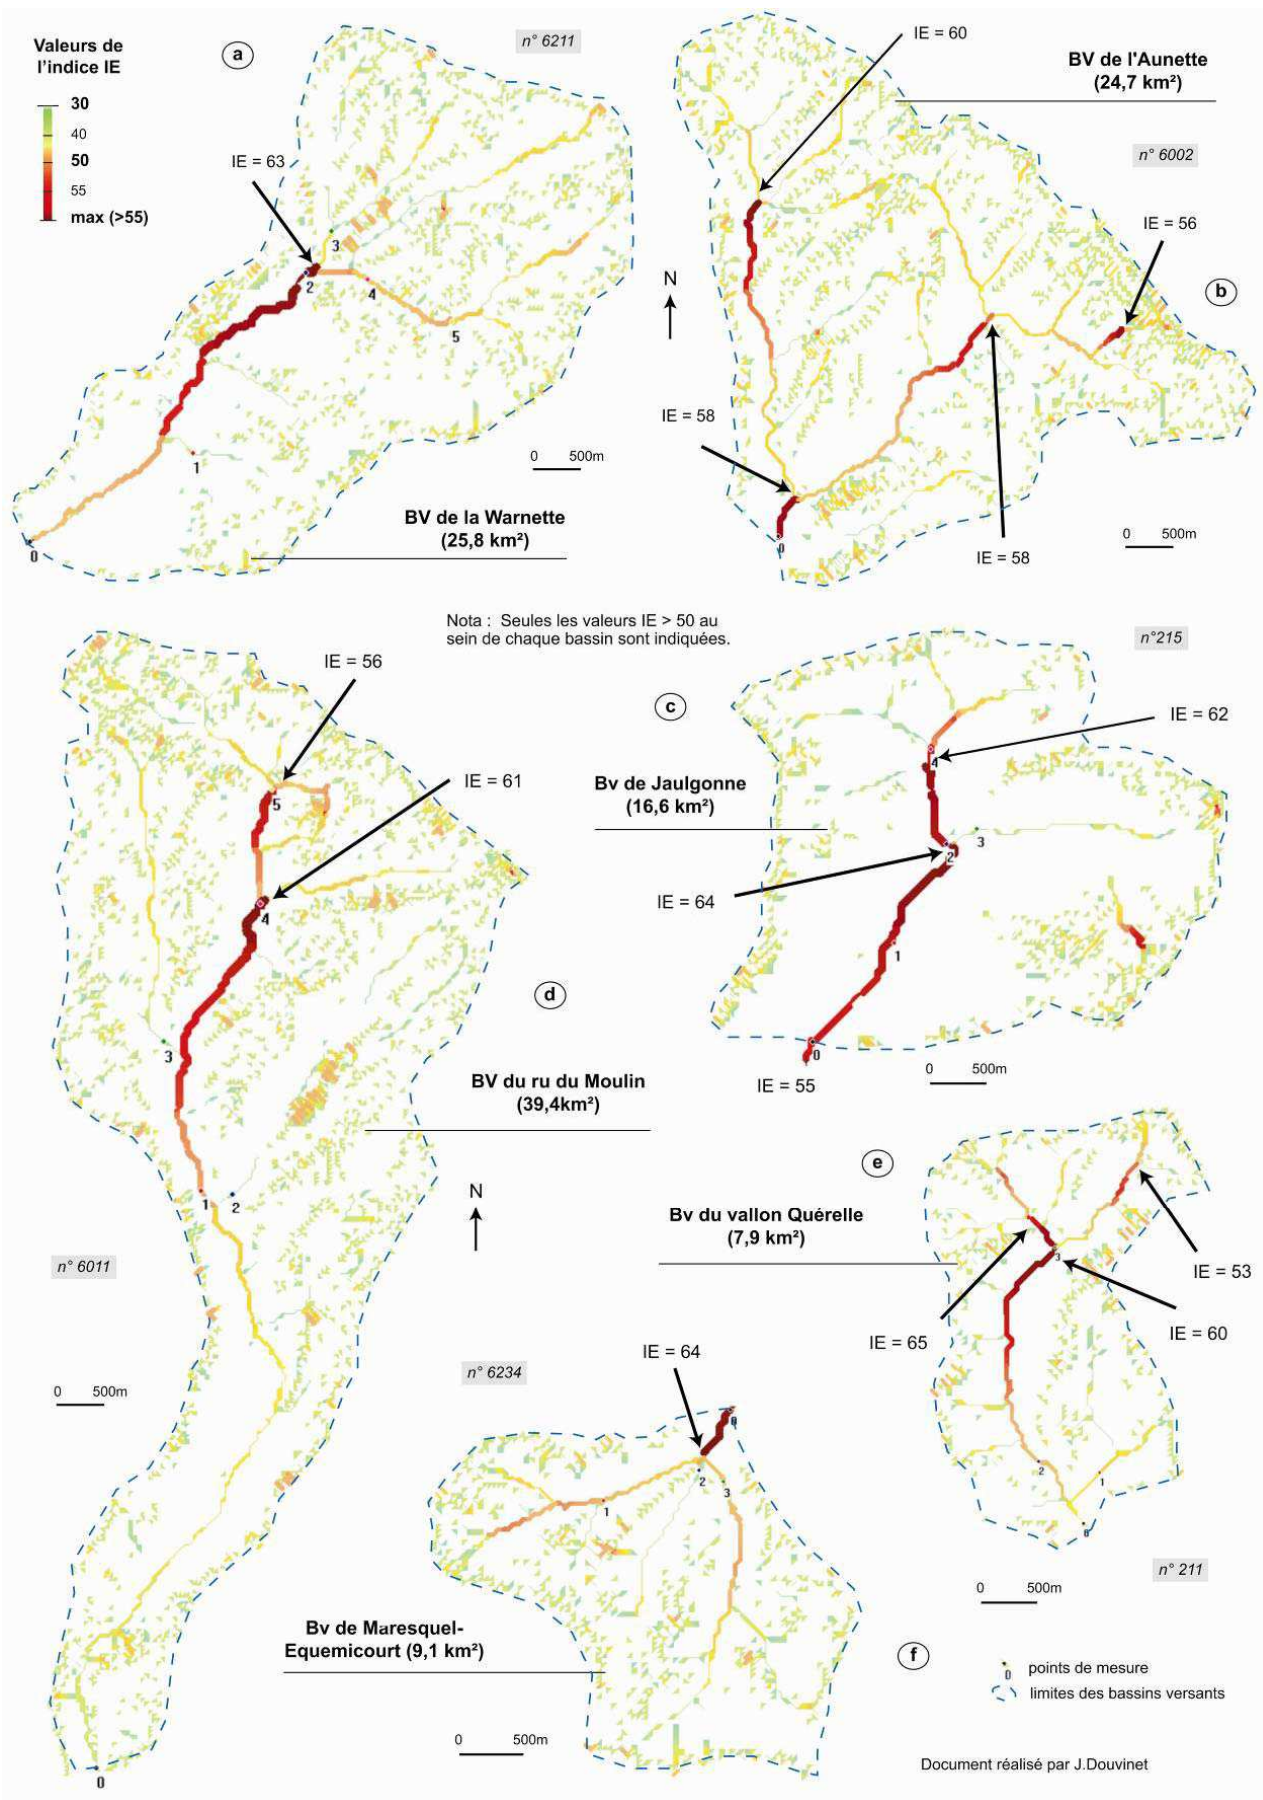 Valeurs de
l'indice IE
30
40
50
55
max (>55)
a
n° 6211
IE = 63
3
2
4
5
1
0
0 500m
BV de la Warnette
(25,8 km²)
IE = 60
BV de l'Aunette
(24,7 km²)
n° 6002
IE = 56
b
N
IE = 58
IE = 58
0
0 500m
Nota : Seules les valeurs IE > 50 au
sein de chaque bassin sont indiquées.
IE = 56
IE = 61
5
4
d
3
BV du ru du Moulin
(39,4km²)
1
2
N
n° 6011
0 500m
0
n°215
c
IE = 62
4
Bv de Jaulgonne
(16,6 km²)
3
2
IE = 64
1
0
IE = 55
0 500m
e
Bv du vallon Quérelle
(7,9 km²)
3
IE = 53
IE = 60
IE = 65
2
1
0
n° 211
0 500m
IE = 64
n° 6234
0
2
3
1
Bv de Maresquel-
Equemicourt (9,1 km²)
f
0 500m
0
points de mesure
limites des bassins versants
Document réalisé par J.Douvinet